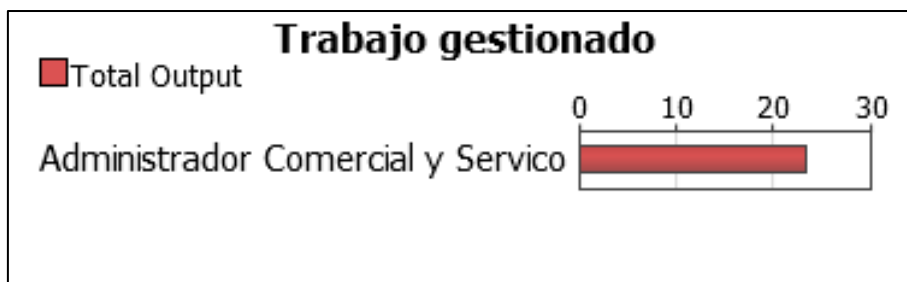 Trabajo gestionado
Total Output
0 10 20 30
Administrador Comercial y Servico